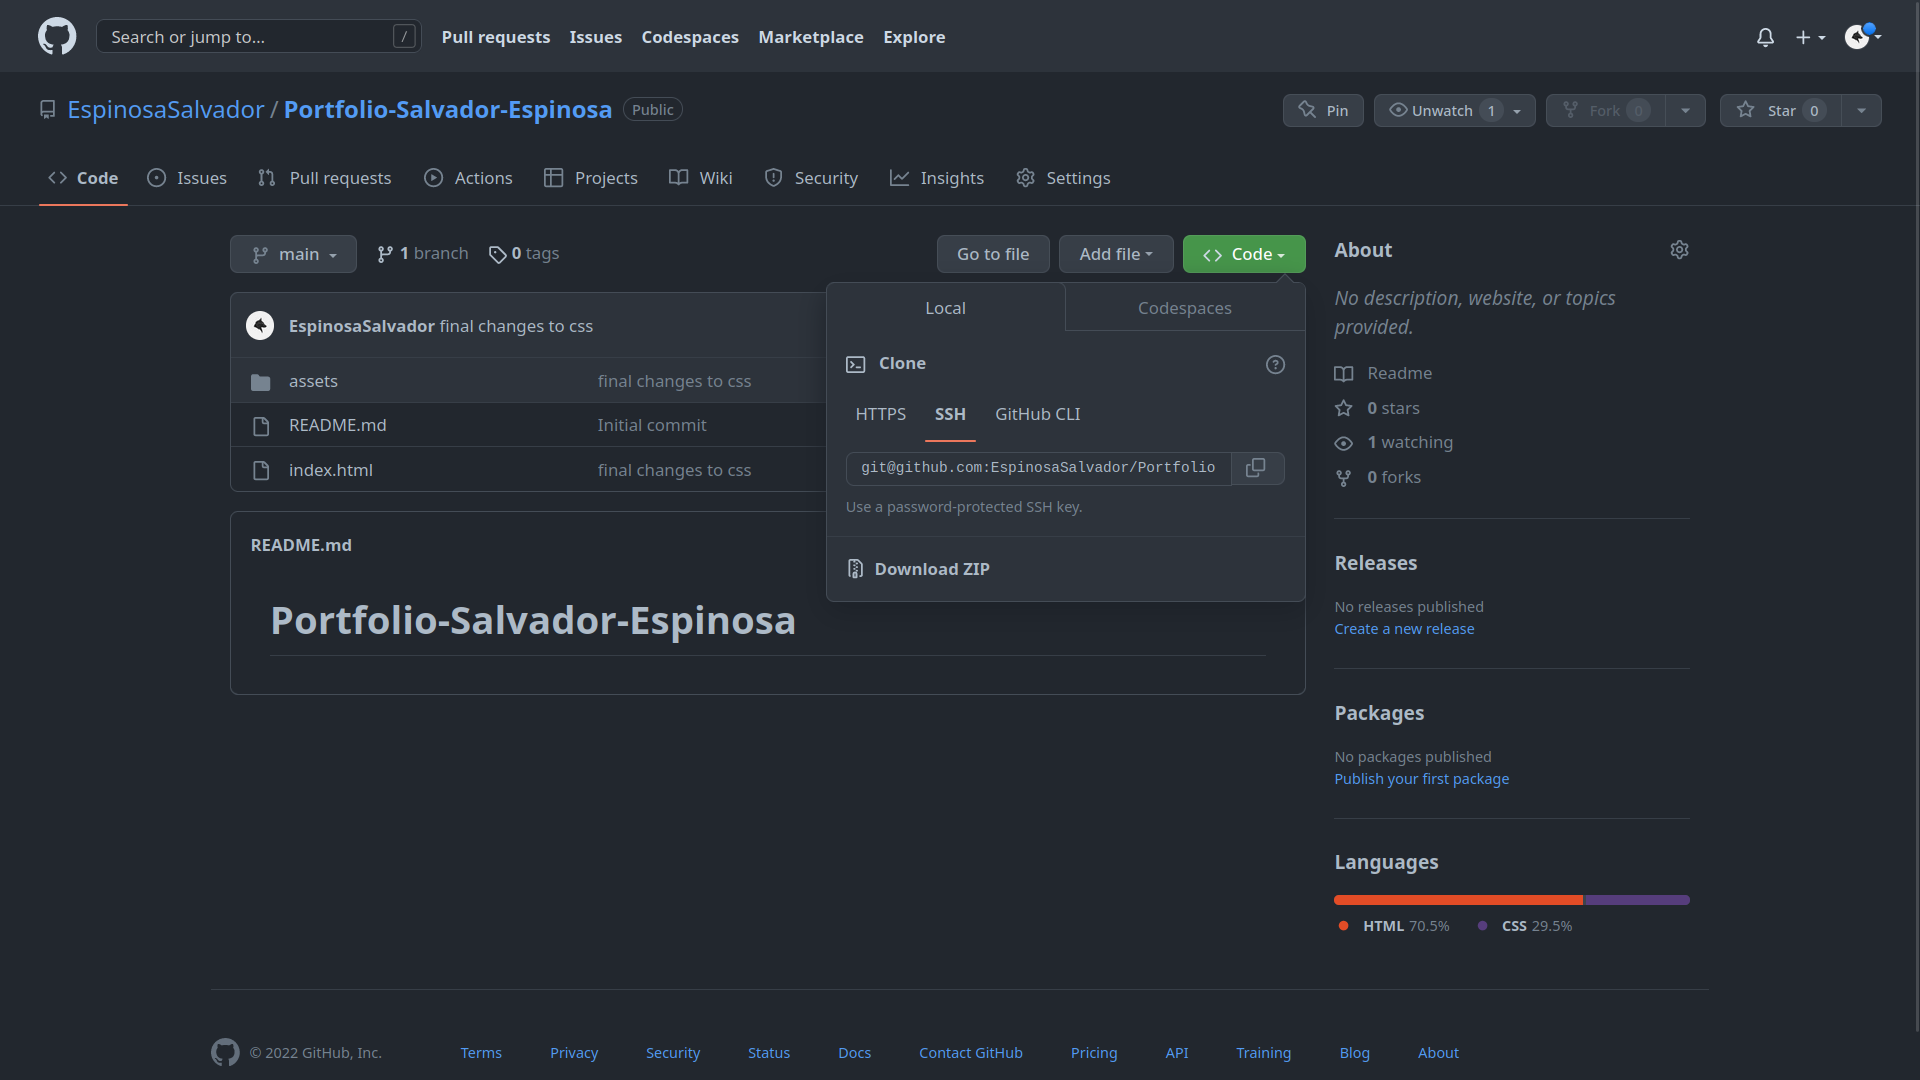 Search or jump to... /
Pull requests Issues Codespaces Marketplace Explore
EspinosaSalvador / Portfolio-Salvador-Espinosa Public
Pin Unwatch 1 Fork 0 Star 0
Code Issues Pull requests Actions Projects Wiki Security Insights Settings
main 1 branch 0 tags Go to file Add file Code
EspinosaSalvador final changes to css
assets final changes to css
README.md Initial commit
index.html final changes to css
Local Codespaces
Clone
HTTPS SSH GitHub CLI
git@github.com:EspinosaSalvador/Portfolio
Use a password-protected SSH key.
Download ZIP
README.md
Portfolio-Salvador-Espinosa
About
No description, website, or topics
provided.
Readme
0 stars
1 watching
0 forks
Releases
No releases published
Create a new release
Packages
No packages published
Publish your first package
Languages
HTML 70.5% CSS 29.5%
© 2022 GitHub, Inc. Terms Privacy Security Status Docs Contact GitHub Pricing API Training Blog About